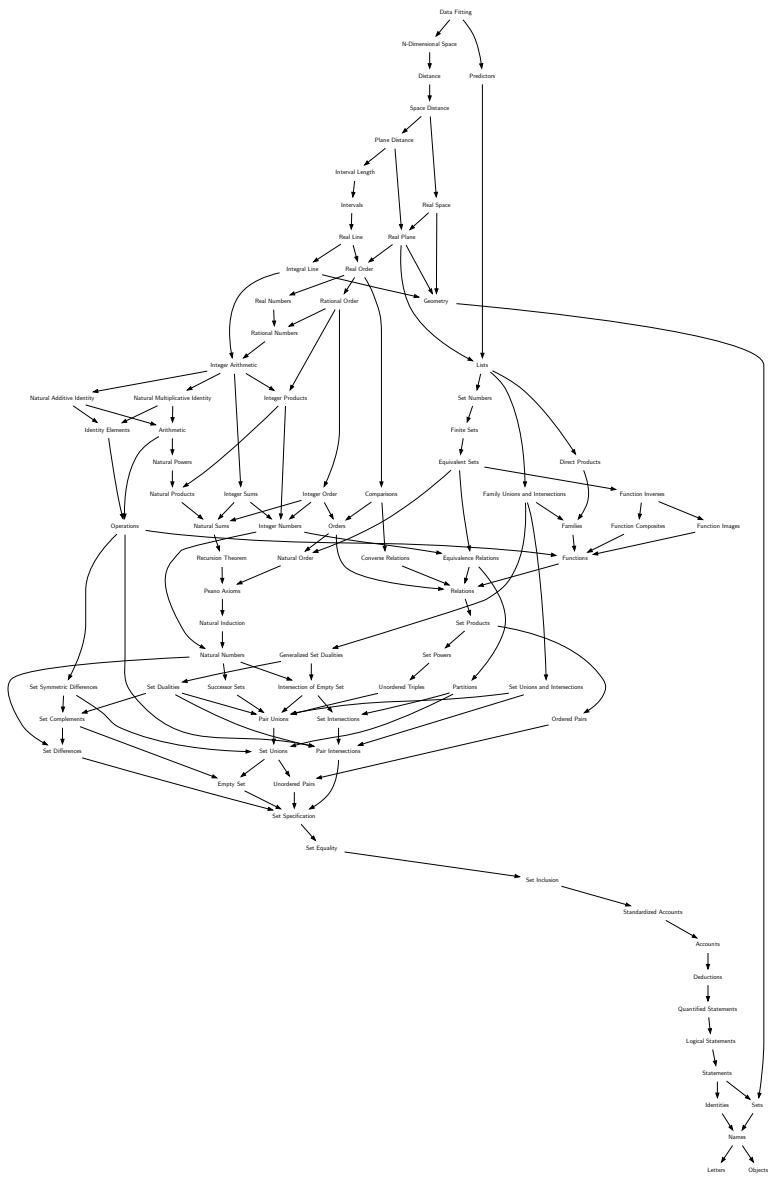 Data Fitting
N-Dimensional Space
Distance
Predictors
Space Distance
Plane Distance
Interval Length
Intervals
Real Space
Real Line
Real Plane
Integral Line
Real Order
Real Numbers
Rational Order
Geometry
Rational Numbers
Integer Arithmetic
Lists
Natural Additive Identity
Natural Multiplicative Identity
Integer Products
Set Numbers
Identity Elements
Arithmetic
Finite Sets
Natural Powers
Equivalent Sets
Direct Products
Natural Products
Integer Sums
Integer Order
Comparisons
Family Unions and Intersections
Function Inverses
Operations
Natural Sums
Integer Numbers
Orders
Families
Function Composites
Function Images
Recursion Theorem
Natural Order
Converse Relations
Equivalence Relations
Functions
Peano Axioms
Relations
Natural Induction
Set Products
Natural Numbers
Generalized Set Dualities
Set Powers
Set Symmetric Differences
Set Dualities
Successor Sets
Intersection of Empty Set
Unordered Triples
Partitions
Set Unions and Intersections
Set Complements
Pair Unions
Set Intersections
Ordered Pairs
Set Differences
Set Unions
Pair Intersections
Empty Set
Unordered Pairs
Set Specification
Set Equality
Set Inclusion
Standardized Accounts
Accounts
Deductions
Quantified Statements
Logical Statements
Statements
Identities
Sets
Names
Letters
Objects